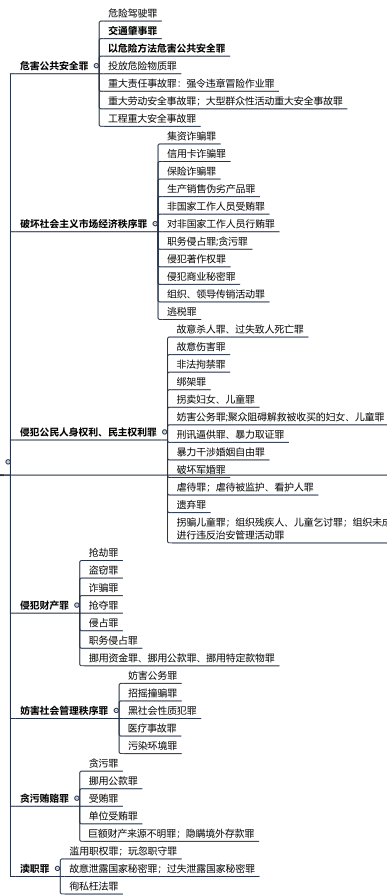 危险驾驶罪
交通肇事罪
以危险方法危害公共安全罪
危害公共安全罪
投放危险物质罪
重大责任事故罪；强令违章冒险作业罪
重大劳动安全事故罪；大型群众性活动重大安全事故罪
工程重大安全事故罪
集资诈骗罪
信用卡诈骗罪
保险诈骗罪
生产销售伪劣产品罪
非国家工作人员受贿罪
破坏社会主义市场经济秩序罪
对非国家工作人员行贿罪
职务侵占罪;贪污罪
侵犯著作权罪
侵犯商业秘密罪
组织、领导传销活动罪
逃税罪
故意杀人罪、过失致人死亡罪
故意伤害罪
非法拘禁罪
绑架罪
拐卖妇女、儿童罪
妨害公务罪;聚众阻碍解救被收买的妇女、儿童罪
侵犯公民人身权利、民主权利罪
刑讯逼供罪、暴力取证罪
暴力干涉婚姻自由罪
破坏军婚罪
虐待罪；虐待被监护、看护人罪
遗弃罪
拐骗儿童罪；组织残疾人、儿童乞讨罪；组织未成
进行违反治安管理活动罪
抢劫罪
盗窃罪
诈骗罪
侵犯财产罪
抢夺罪
侵占罪
职务侵占罪
挪用资金罪、挪用公款罪、挪用特定款物罪
妨害公务罪
招摇撞骗罪
妨害社会管理秩序罪
黑社会性质犯罪
医疗事故罪
污染环境罪
贪污罪
挪用公款罪
贪污贿赂罪
受贿罪
单位受贿罪
巨额财产来源不明罪；隐瞒境外存款罪
滥用职权罪；玩忽职守罪
渎职罪
故意泄露国家秘密罪；过失泄露国家秘密罪
徇私枉法罪